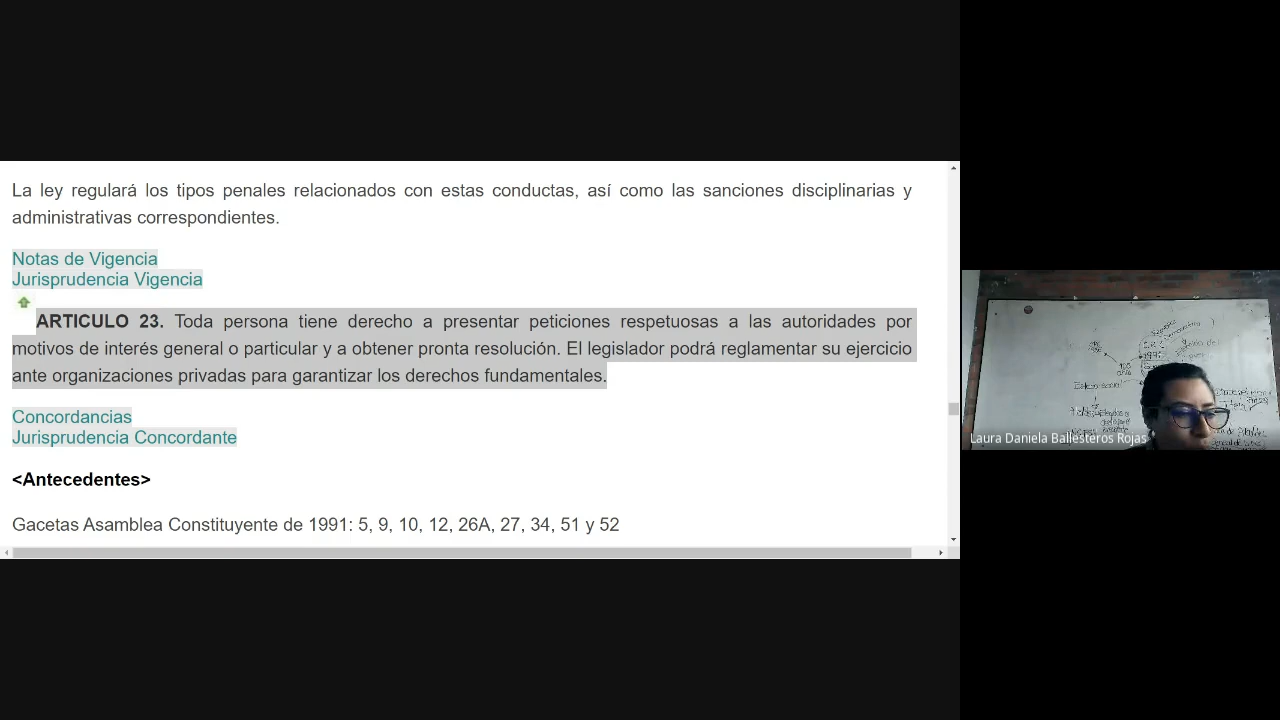 La ley regulará los tipos penales relacionados con estas conductas, así como las sanciones disciplinarias y
administrativas correspondientes.
Notas de Vigencia
Jurisprudencia Vigencia
ARTICULO 23. Toda persona tiene derecho a presentar peticiones respetuosas a las autoridades por
motivos de interés general o particular y a obtener pronta resolución. El legislador podrá reglamentar su ejercicio
ante organizaciones privadas para garantizar los derechos fundamentales.
Concordancias
Jurisprudencia Concordante
<Antecedentes>
Gacetas Asamblea Constituyente de 1991: 5, 9, 10, 12, 26A, 27, 34, 51 y 52
Laura Daniela Ballesteros Rojas